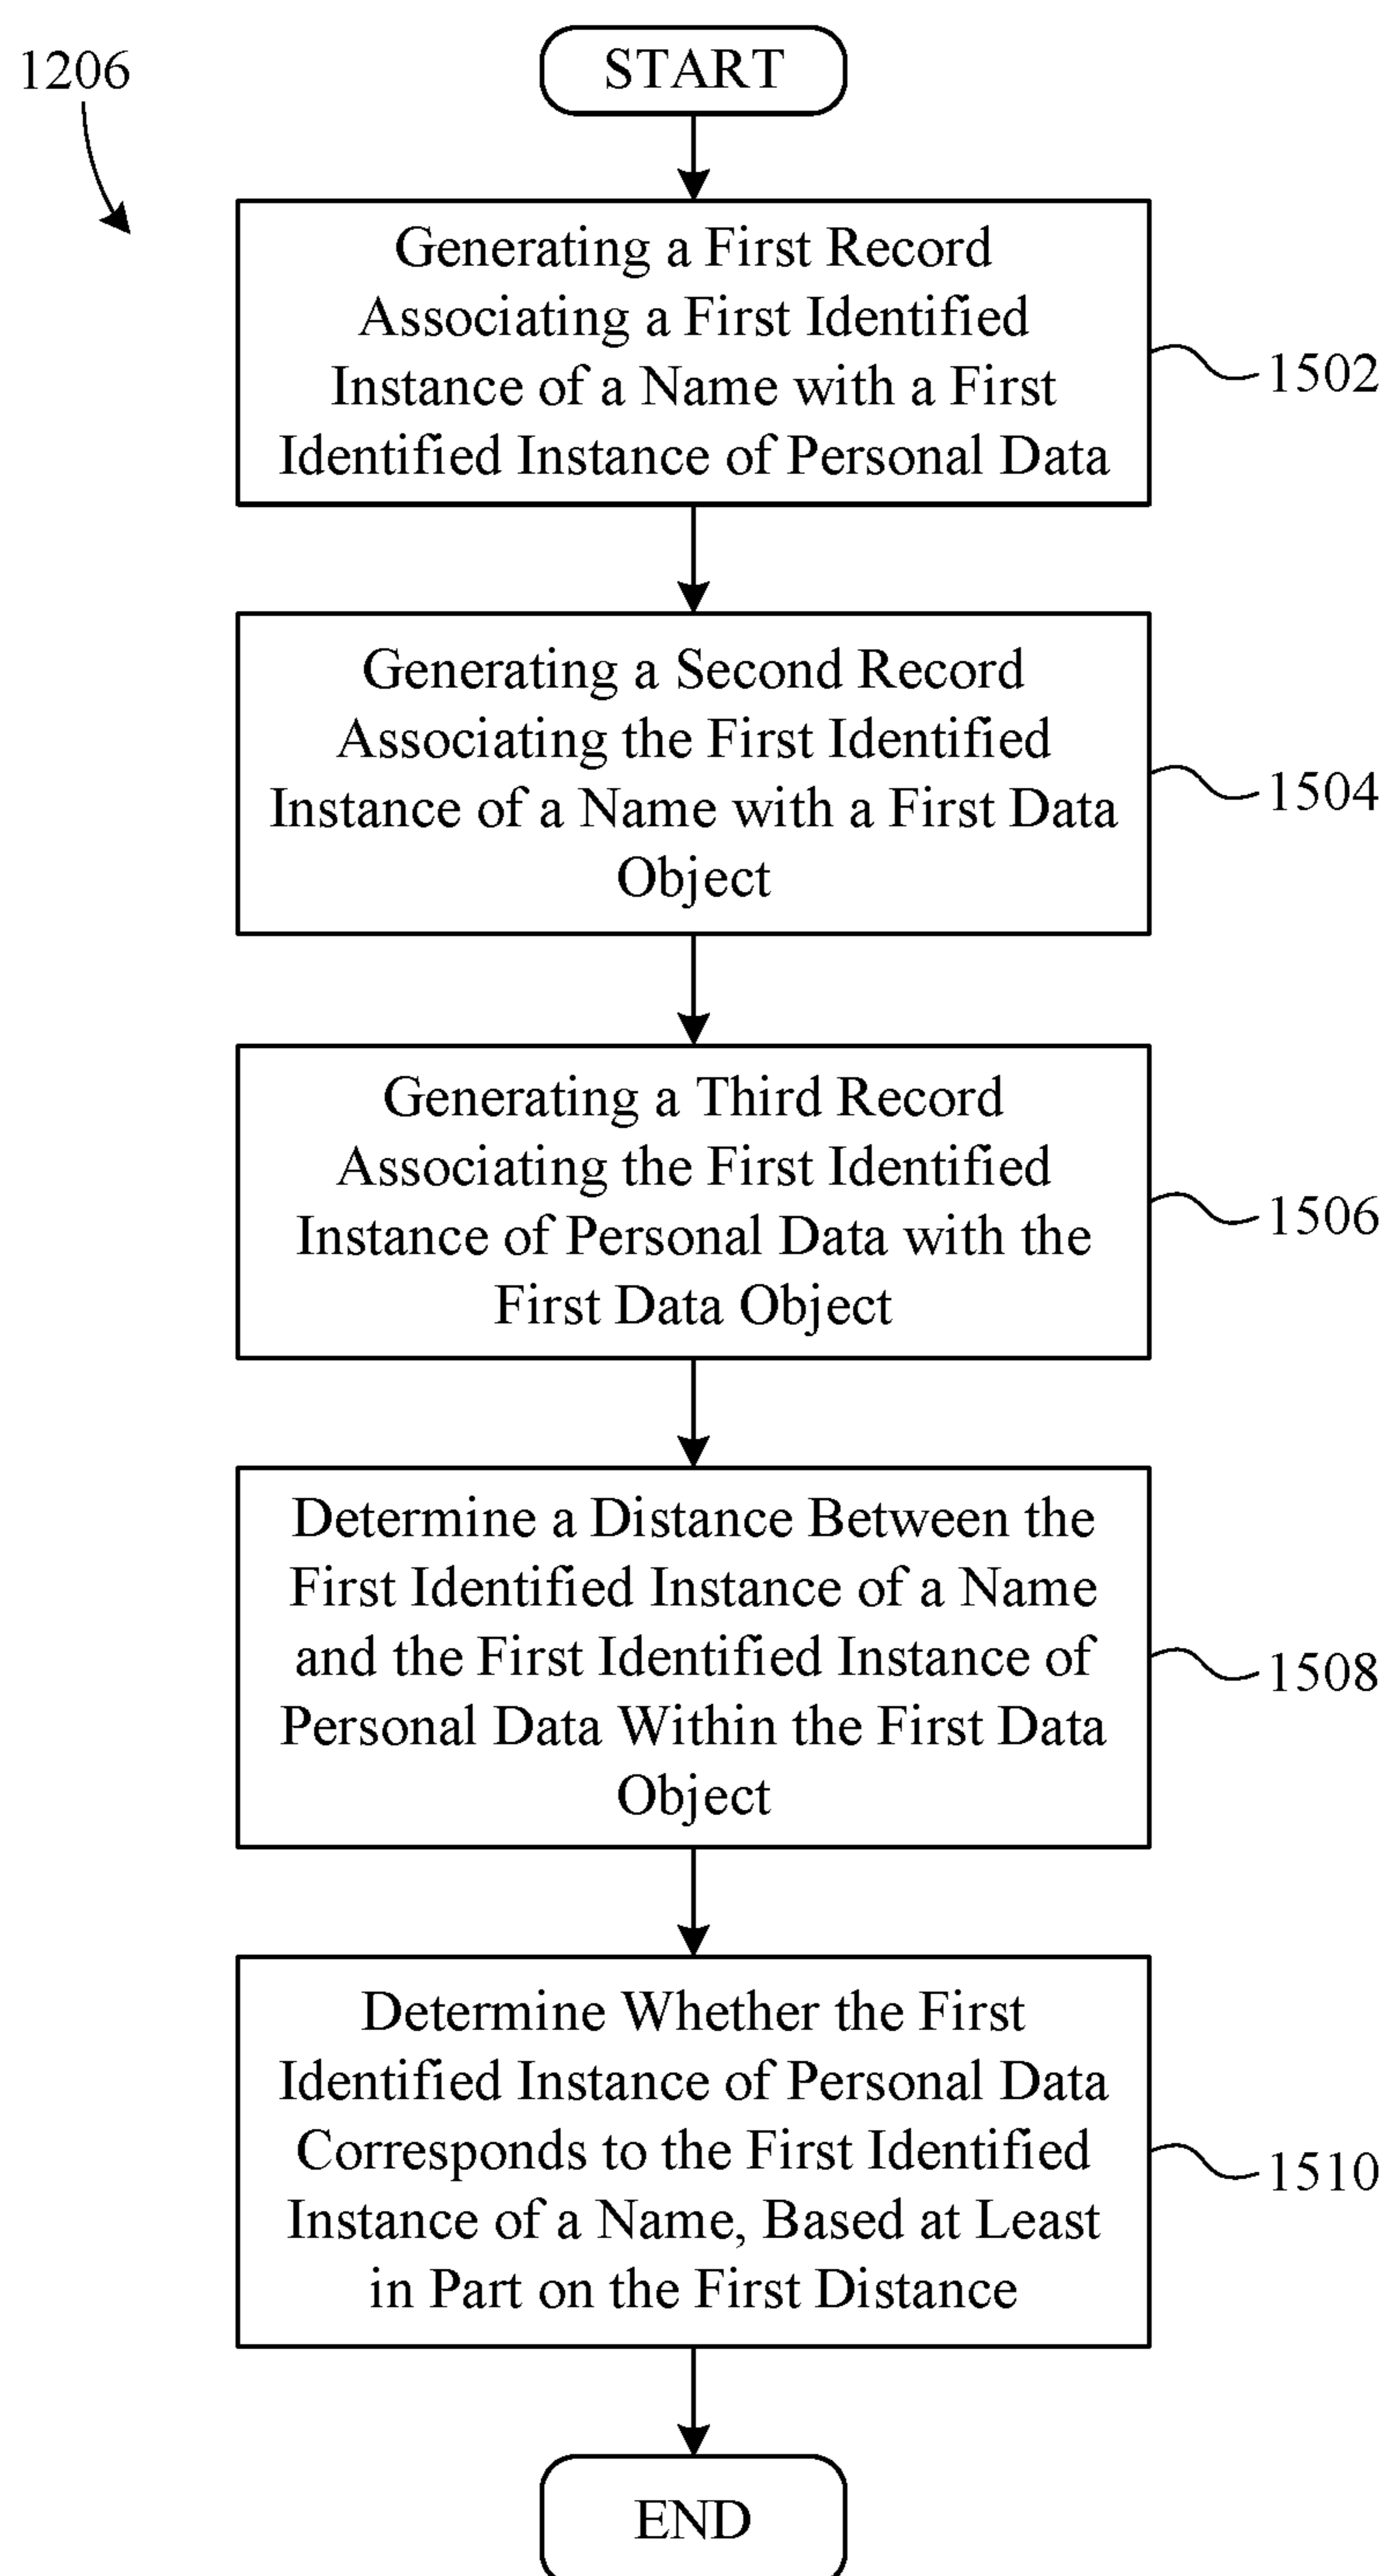 1206
START
Generating a First Record
Associating a First Identified
Instance of a Name with a First
Identified Instance of Personal Data
1502
Generating a Second Record
Associating the First Identified
Instance of a Name with a First Data
Object
1504
Generating a Third Record
Associating the First Identified
Instance of Personal Data with the
First Data Object
1506
Determine a Distance Between the
First Identified Instance of a Name
and the First Identified Instance of
Personal Data Within the First Data
Object
1508
Determine Whether the First
Identified Instance of Personal Data
Corresponds to the First Identified
Instance of a Name, Based at Least
in Part on the First Distance
1510
END